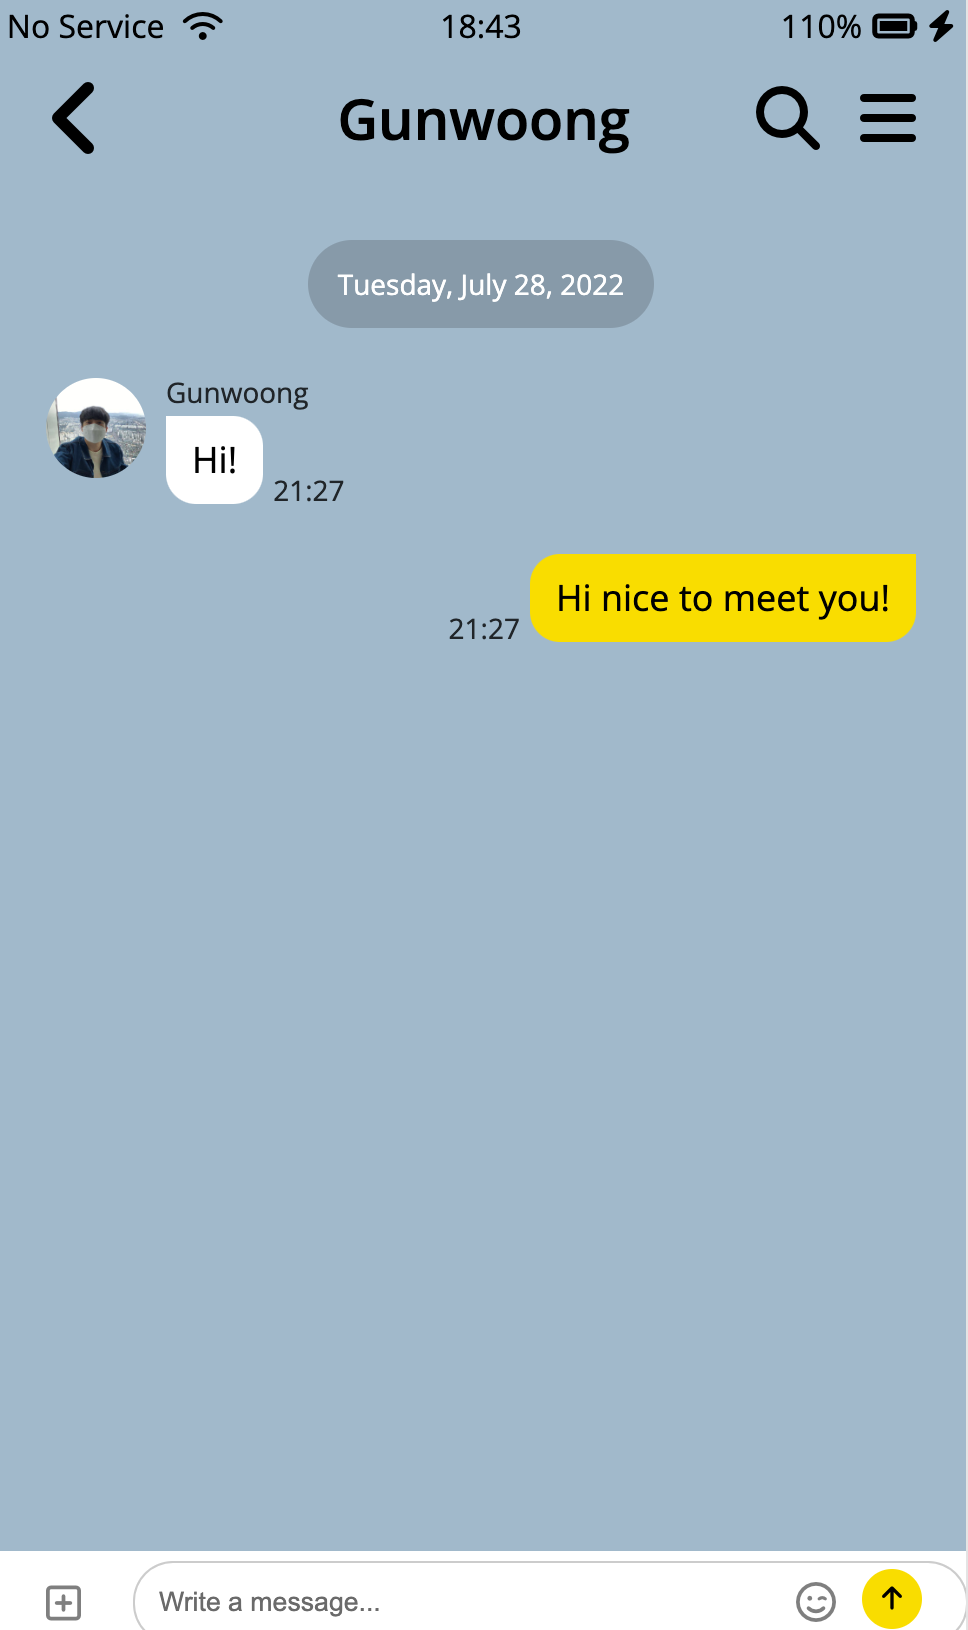 No Service 18:43 110%
Gunwoong
Tuesday, July 28, 2022
Gunwoong
Hi!
21:27
Hi nice to meet you!
21:27
Write a message...